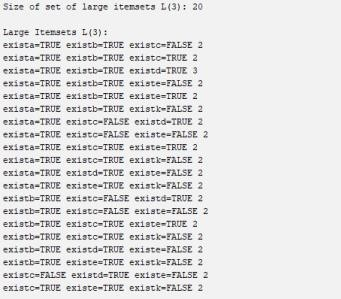 Size of set of large itemsets L(3): 20
Large Itemsets L(3):
exista=TRUE existb=TRUE existc=FALSE 2
exista=TRUE existb=TRUE existc=TRUE 2
exista=TRUE existb=TRUE existd=TRUE 3
exista=TRUE existb=TRUE existe=FALSE 2
exista=TRUE existb=TRUE existe=TRUE 2
exista=TRUE existb=TRUE existk=FALSE 2
exista=TRUE existc=FALSE existd=TRUE 2
exista=TRUE existc=FALSE existe=FALSE 2
exista=TRUE existc=TRUE existe=TRUE 2
exista=TRUE existc=TRUE existk=FALSE 2
exista=TRUE existd=TRUE existe=FALSE 2
exista=TRUE existe=TRUE existk=FALSE 2
existb=TRUE existc=FALSE existd=TRUE 2
existb=TRUE existc=FALSE existe=FALSE 2
existb=TRUE existc=TRUE existe=TRUE 2
existb=TRUE existc=TRUE existk=FALSE 2
existb=TRUE existd=TRUE existe=FALSE 2
existb=TRUE existe=TRUE existk=FALSE 2
existc=FALSE existd=TRUE existe=FALSE 2
existc=TRUE existe=TRUE existk=FALSE 2